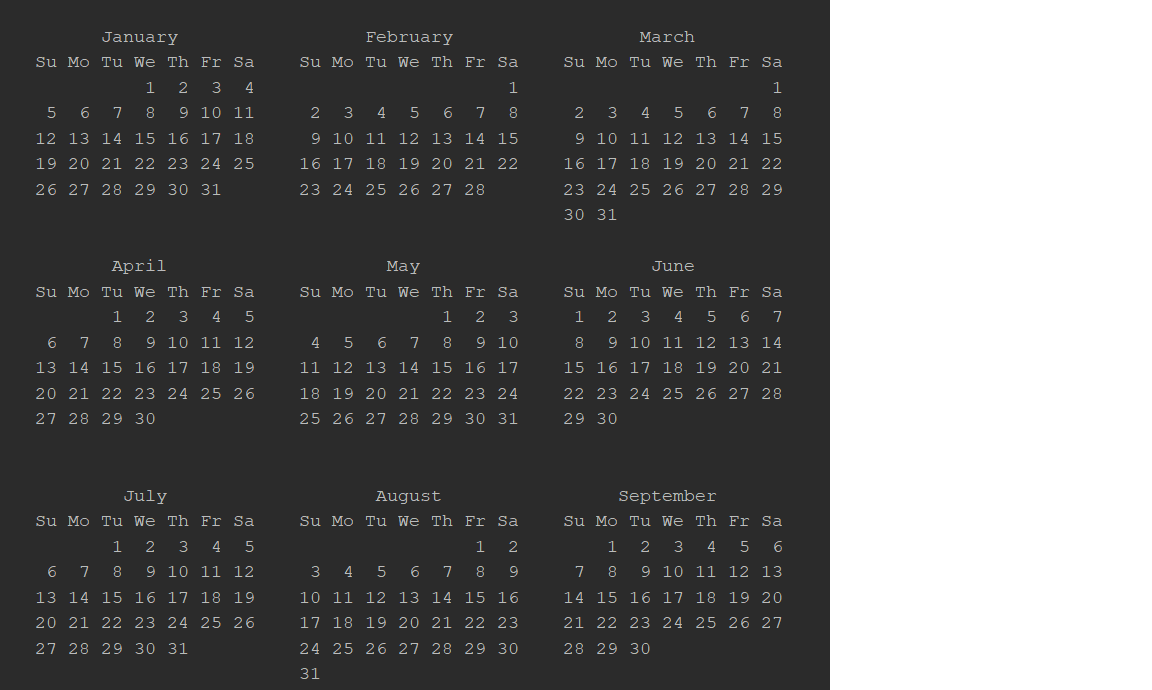 January                 February                 March
Su Mo Tu We Th Fr Sa    Su Mo Tu We Th Fr Sa    Su Mo Tu We Th Fr Sa
          1  2  3  4                       1                       1
 5  6  7  8  9 10 11     2  3  4  5  6  7  8     2  3  4  5  6  7  8
12 13 14 15 16 17 18     9 10 11 12 13 14 15     9 10 11 12 13 14 15
19 20 21 22 23 24 25    16 17 18 19 20 21 22    16 17 18 19 20 21 22
26 27 28 29 30 31       23 24 25 26 27 28       23 24 25 26 27 28 29
                                                30 31
       April                    May                     June
Su Mo Tu We Th Fr Sa    Su Mo Tu We Th Fr Sa    Su Mo Tu We Th Fr Sa
       1  2  3  4  5                 1  2  3     1  2  3  4  5  6  7
 6  7  8  9 10 11 12     4  5  6  7  8  9 10     8  9 10 11 12 13 14
13 14 15 16 17 18 19    11 12 13 14 15 16 17    15 16 17 18 19 20 21
20 21 22 23 24 25 26    18 19 20 21 22 23 24    22 23 24 25 26 27 28
27 28 29 30             25 26 27 28 29 30 31    29 30
        July                   August                September
Su Mo Tu We Th Fr Sa    Su Mo Tu We Th Fr Sa    Su Mo Tu We Th Fr Sa
       1  2  3  4  5                    1  2        1  2  3  4  5  6
 6  7  8  9 10 11 12     3  4  5  6  7  8  9     7  8  9 10 11 12 13
13 14 15 16 17 18 19    10 11 12 13 14 15 16    14 15 16 17 18 19 20
20 21 22 23 24 25 26    17 18 19 20 21 22 23    21 22 23 24 25 26 27
27 28 29 30 31          24 25 26 27 28 29 30    28 29 30
                        31